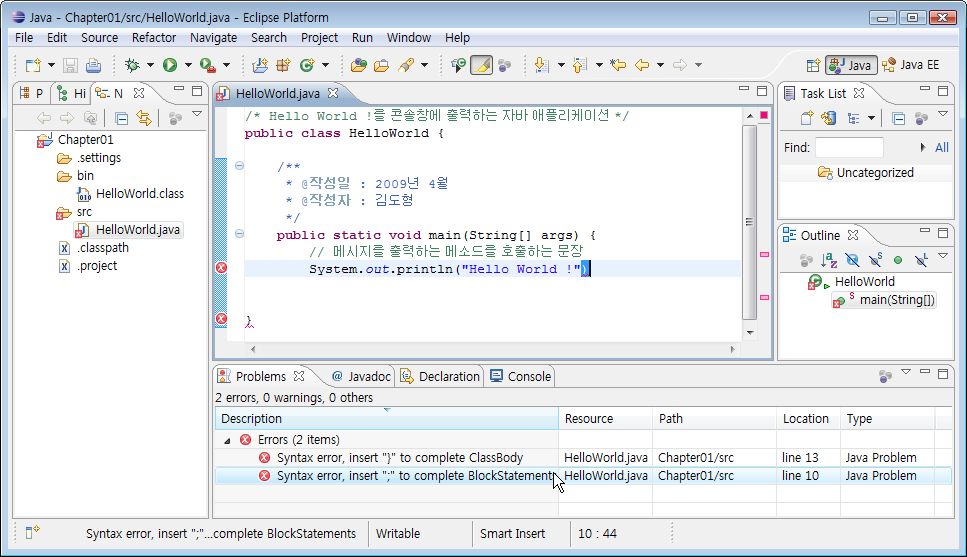 Java - Chapter01/src/HelloWorld.java - Eclipse Platform
File Edit Source Refactor Navigate Search Project Run Window Help
Java Java EE
P Hi N
Chapter01
.settings
bin
HelloWorld.class
src
HelloWorld.java
.classpath
.project
HelloWorld.java
/* Hello World !를 콘솔창에 출력하는 자바 애플리케이션 */
public class HelloWorld {
/**
* @작성일 : 2009년 4월
* @작성자 : 김도형
*/
public static void main(String[] args) {
// 메시지를 출력하는 메소드를 호출하는 문장
System.out.println("Hello World !")
}
Task List
Find: All
Uncategorized
Outline
HelloWorld
main(String[])
Problems @ Javadoc Declaration Console
2 errors, 0 warnings, 0 others
Description Resource Path Location Type
Errors (2 items)
Syntax error, insert "}" to complete ClassBody HelloWorld.java Chapter01/src line 13 Java Problem
Syntax error, insert ";" to complete BlockStatement HelloWorld.java Chapter01/src line 10 Java Problem
Syntax error, insert ";"...complete BlockStatements Writable Smart Insert 10 : 44